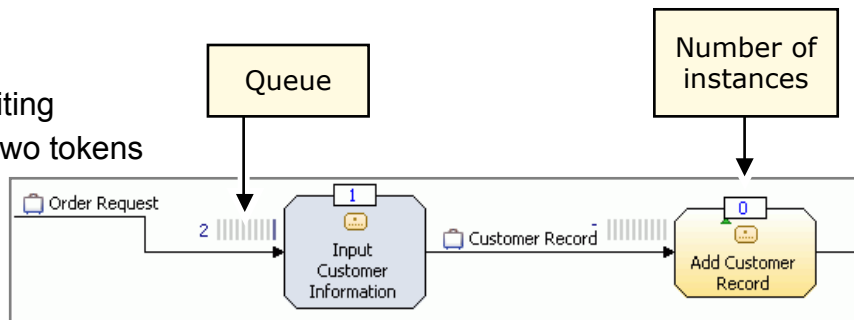 Number of
instances
Queue
iting
wo tokens
Order Request
2
1
Input
Customer
Information
Customer Record
-
0
Add Customer
Record